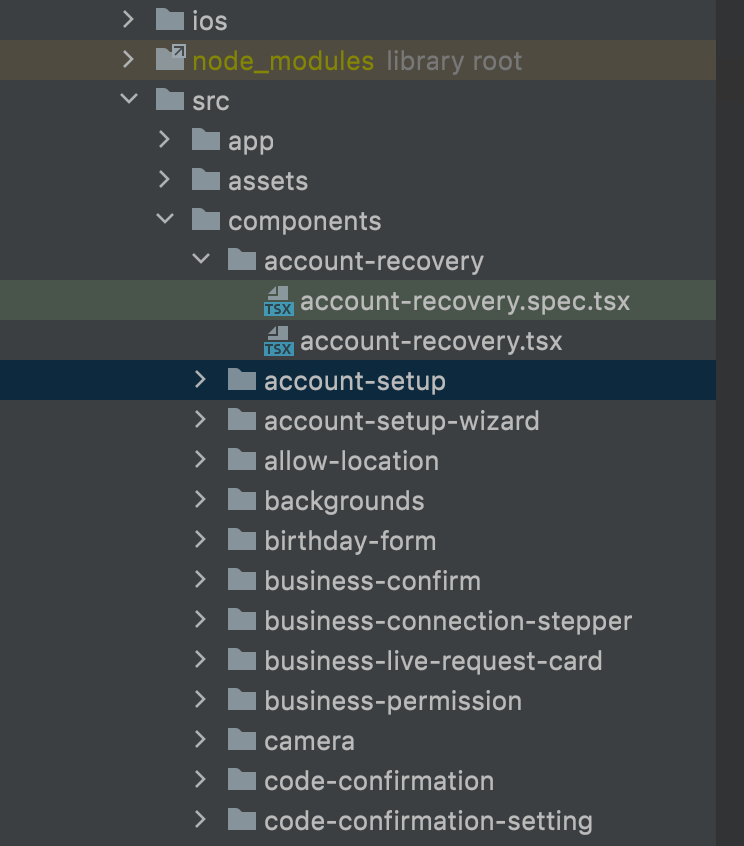 ios
node_modules library root
src
app
assets
components
account-recovery
TSX account-recovery.spec.tsx
TSX account-recovery.tsx
account-setup
account-setup-wizard
allow-location
backgrounds
birthday-form
business-confirm
business-connection-stepper
business-live-request-card
business-permission
camera
code-confirmation
code-confirmation-setting